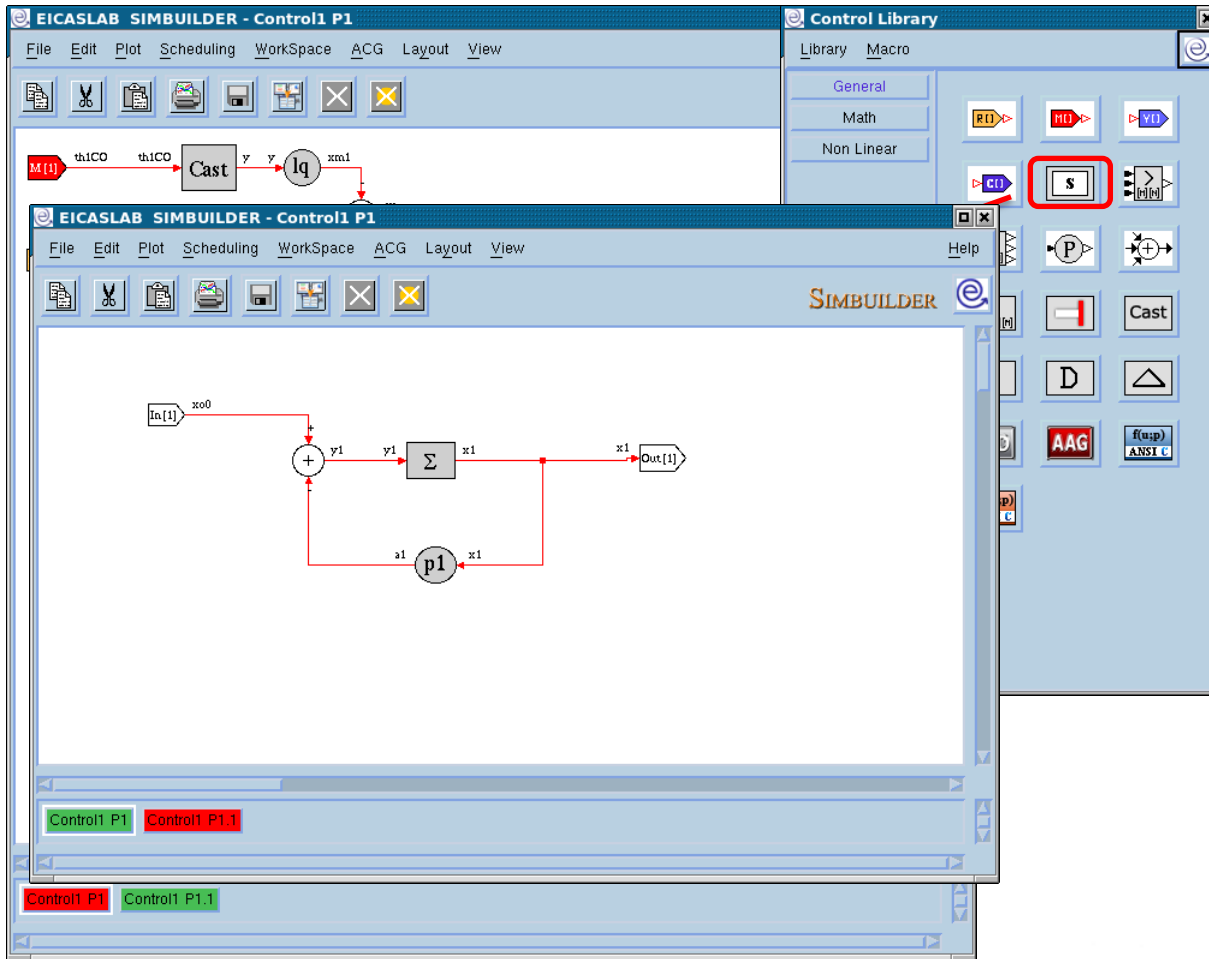 EICASLAB SIMBUILDER - Control1 P1
File Edit Plot Scheduling WorkSpace ACG Layout View
M[1] th1CO th1CO Cast y y lq xm1
-
Control1 P1 Control1 P1.1
Control Library
Library Macro
General
Math
Non Linear
R[] M[] Y[]
C[] S > [M][N]
P +
[M] Cast
D
AAG f(u;p)
ANSI C
;p)
C
EICASLAB SIMBUILDER - Control1 P1
File Edit Plot Scheduling WorkSpace ACG Layout View Help
SIMBUILDER
In[1] xo0
+
+ y1 y1 Σ x1 x1 Out[1]
-
a1 p1 x1
Control1 P1 Control1 P1.1